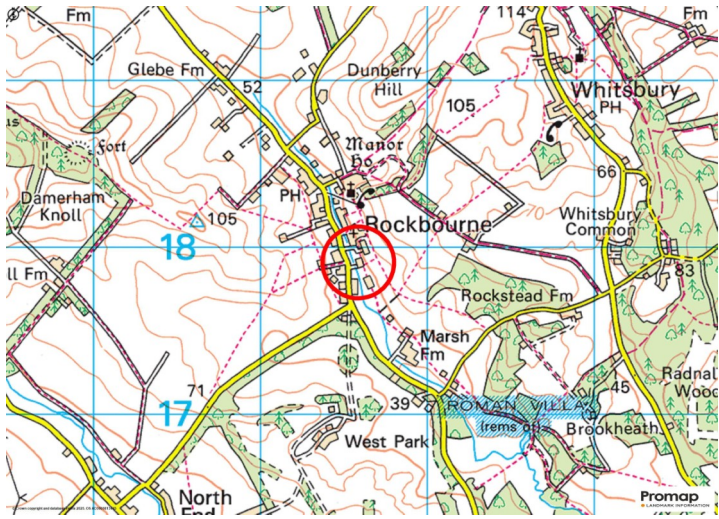 114
Fm
Glebe Fm
52
Dunberry
Hill
105
Whitsbury
PH
Fort
Manor
Ho
Damerham
Knoll
PH
66
105
Rockbourne
Whitsbury
Common
18
ll Fm
83
Rockstead Fm
Marsh
Fm
71
Radnal
Wood
45
17
39
ROMAN VILLA
(rems of)
Brookheath
West Park
North
End
Promap
LANDMARK INFORMATION